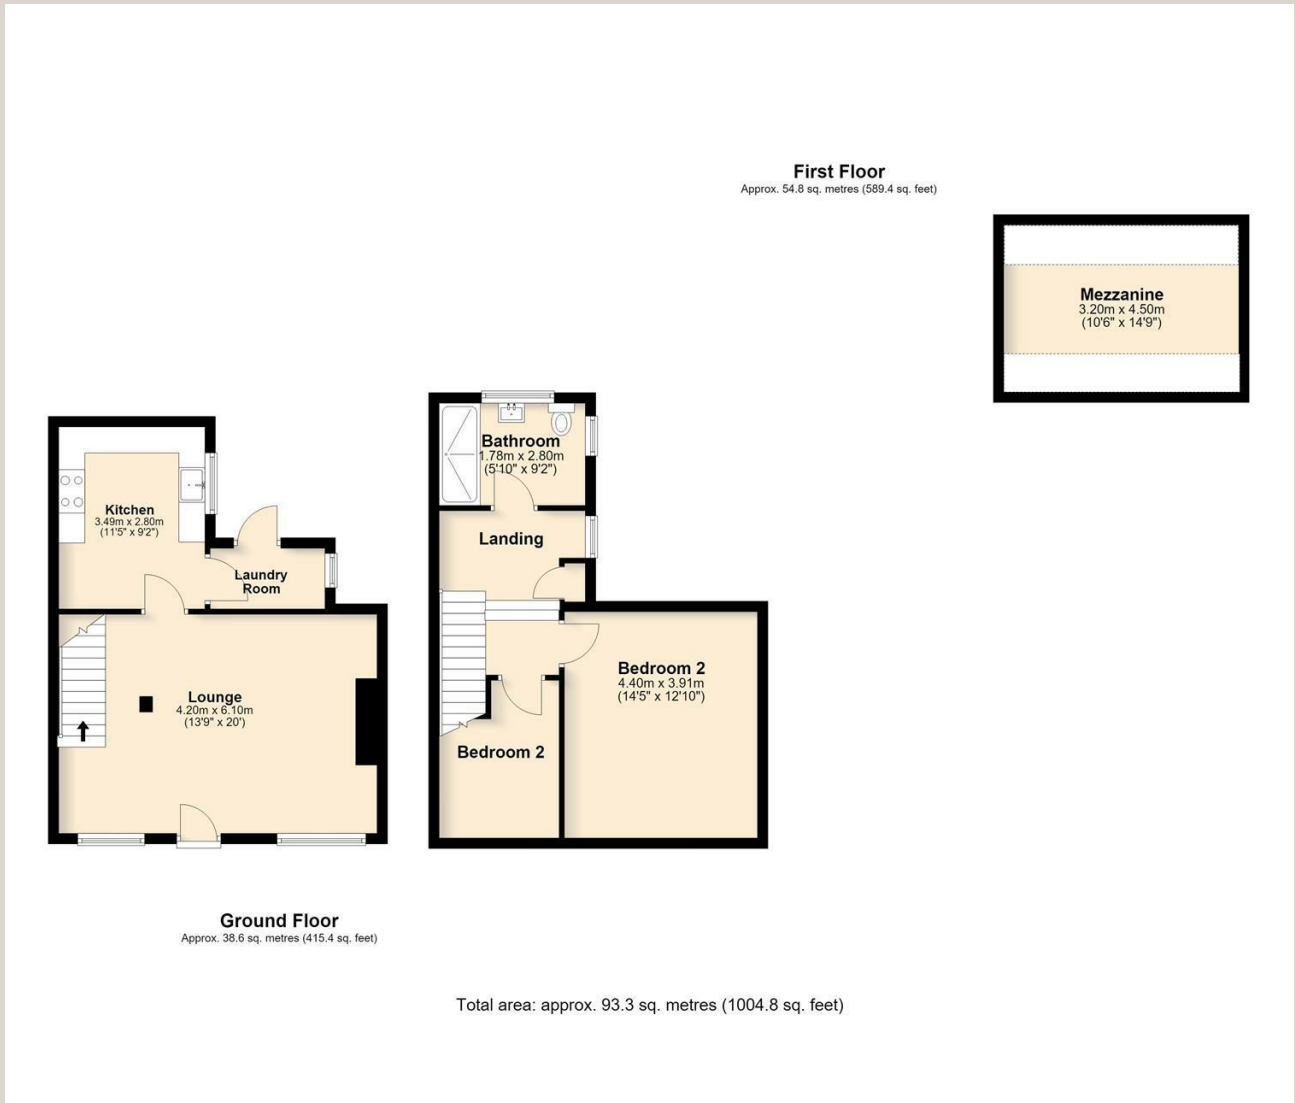 First Floor
Approx. 54.8 sq. metres (589.4 sq. feet)
Mezzanine
3.20m x 4.50m
(10'6" x 14'9")
Bathroom
1.78m x 2.80m
(5'10" x 9'2")
Kitchen
3.49m x 2.80m
(11'5" x 9'2")
Landing
Laundry
Room
Bedroom 2
4.40m x 3.91m
(14'5" x 12'10")
Lounge
4.20m x 6.10m
(13'9" x 20')
Bedroom 2
Ground Floor
Approx. 38.6 sq. metres (415.4 sq. feet)
Total area: approx. 93.3 sq. metres (1004.8 sq. feet)